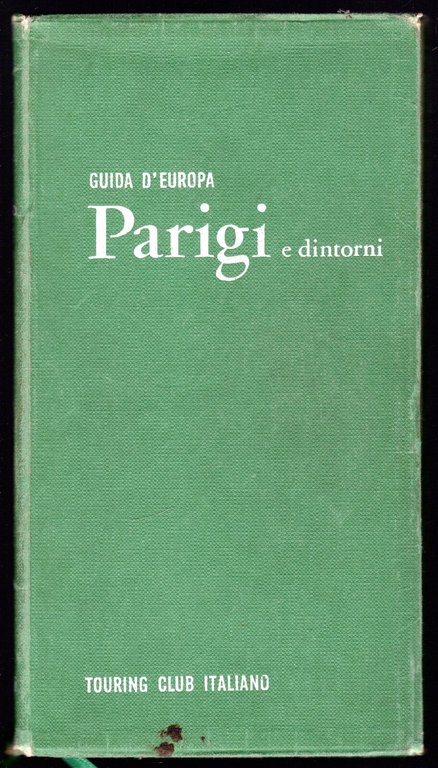 GUIDA D'EUROPA
Parigi e dintorni
TOURING CLUB ITALIANO